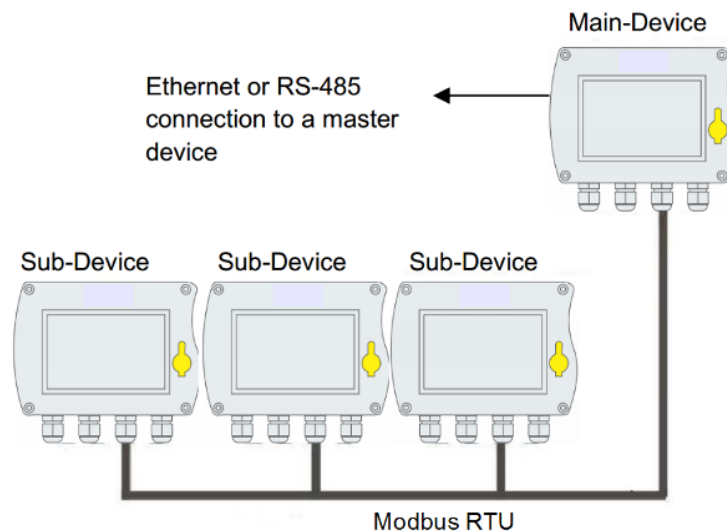 Main-Device
Ethernet or RS-485
connection to a master
device
Sub-Device
Sub-Device
Sub-Device
Modbus RTU